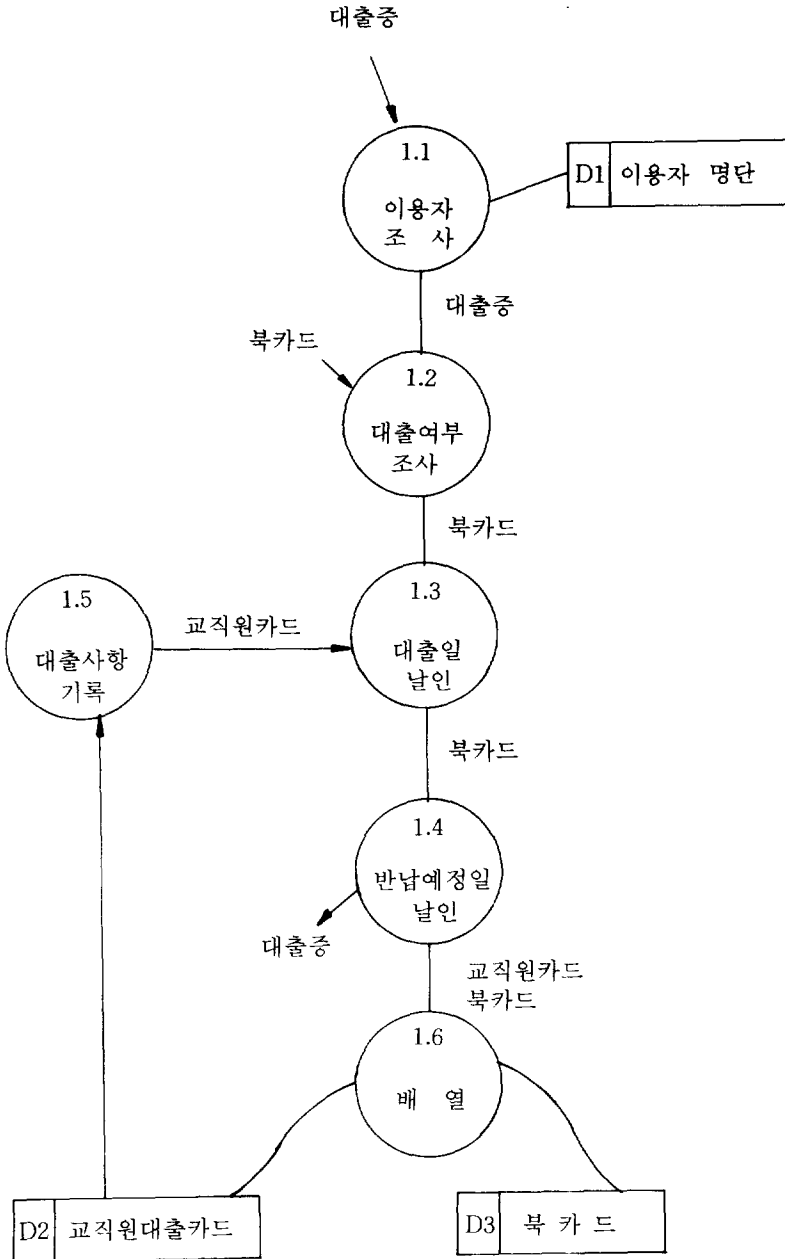 대출증
1.1
이용자
조 사
D1 이용자 명단
대출증
북카드
1.2
대출여부
조사
북카드
1.5
대출사항
기록
교직원카드
1.3
대출일
날인
북카드
1.4
반납예정일
날인
대출증
교직원카드
북카드
1.6
배 열
D2 교직원대출카드
D3 북 카 드